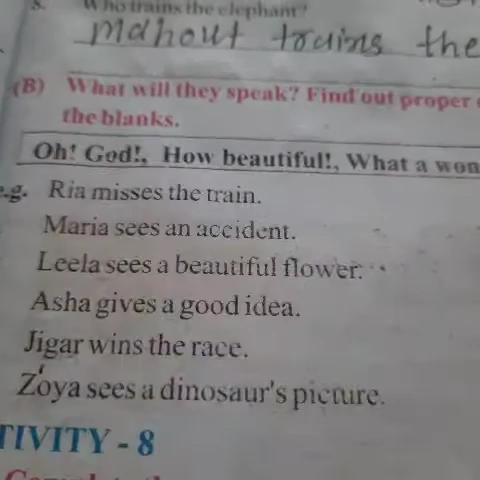 8. Who trains the elephant?
mahout trains the
(B) What will they speak? Find out proper
the blanks.
Oh! God!, How beautiful!, What a won
e.g. Ria misses the train.
Maria sees an accident.
Leela sees a beautiful flower.
Asha gives a good idea.
Jigar wins the race.
Zoya sees a dinosaur's picture.
TIVITY - 8